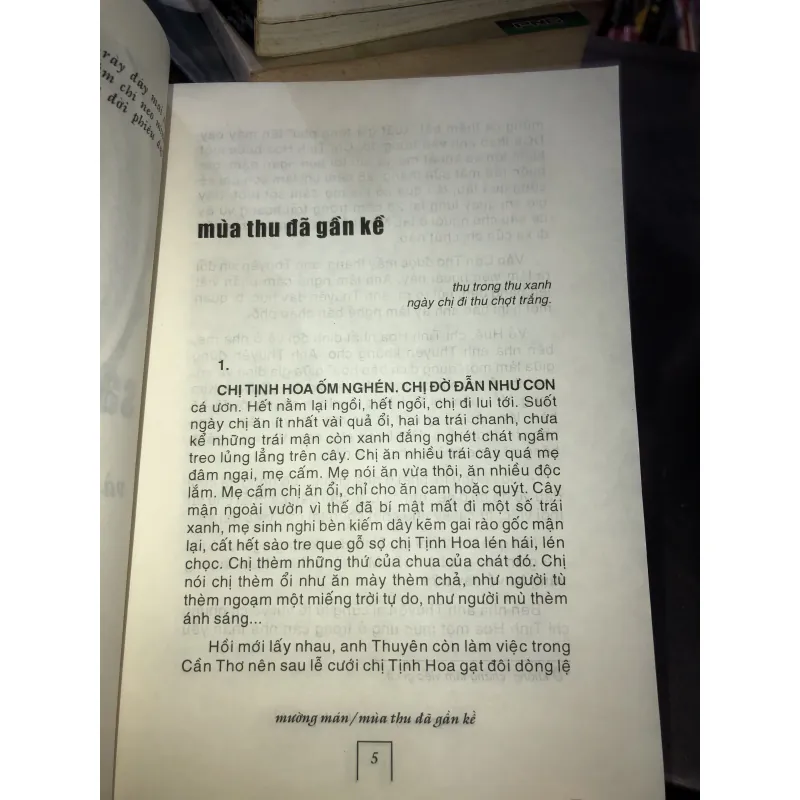 rày đây mai
chi neo
đời phiêu
mùa thu đã gần kề
thu trong thu xanh
ngày chị đi thu chợt trắng.
1.
CHỊ TỊNH HOA ỐM NGHÉN. CHỊ ĐỜ ĐẪN NHƯ CON
cá ươn. Hết nằm lại ngồi, hết ngồi, chị đi lui tới. Suốt
ngày chị ăn ít nhất vài quả ổi, hai ba trái chanh, chưa
kể những trái mận còn xanh đắng nghét chát ngầm
treo lủng lẳng trên cây. Chị ăn nhiều trái cây quá mẹ
đâm ngại, mẹ cấm. Mẹ nói ăn vừa thôi, ăn nhiều độc
lắm. Mẹ cấm chị ăn ổi, chỉ cho ăn cam hoặc quýt. Cây
mận ngoài vườn vì thế đã bí mật mất đi một số trái
xanh, mẹ sinh nghi bèn kiếm dây kẽm gai rào gốc mận
lại, cất hết sào tre que gỗ sợ chị Tịnh Hoa lén hái, lén
chọc. Chị thèm những thứ của chua của chát đó. Chị
nói chị thèm ổi như ăn mày thèm chả, như người tù
thèm ngoạm một miếng trời tự do, như người mù thèm
ánh sáng...
Hồi mới lấy nhau, anh Thuyên còn làm việc trong
Cần Thơ nên sau lễ cưới chị Tịnh Hoa gạt đôi dòng lệ
mường mán/mùa thu đã gần kề
5